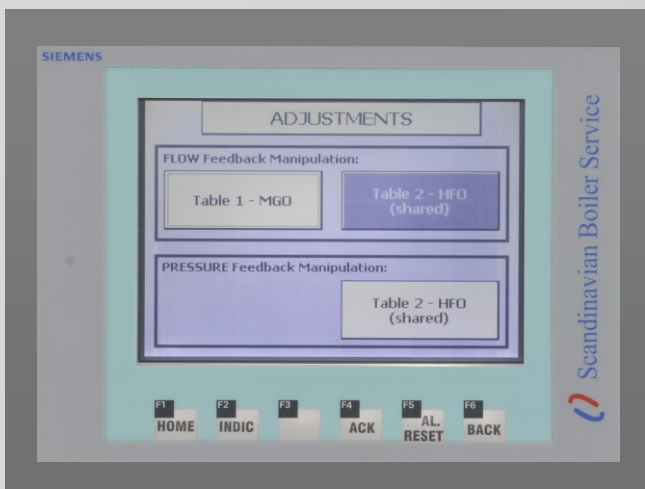 SIEMENS
ADJUSTMENTS
FLOW Feedback Manipulation:
Table 1 - MGO
Table 2 - HFO
(shared)
PRESSURE Feedback Manipulation:
Table 2 - HFO
(shared)
F1
HOME
F2
INDIC
F3
F4
ACK
F5
AL.
RESET
F6
BACK
Scandinavian Boiler Service